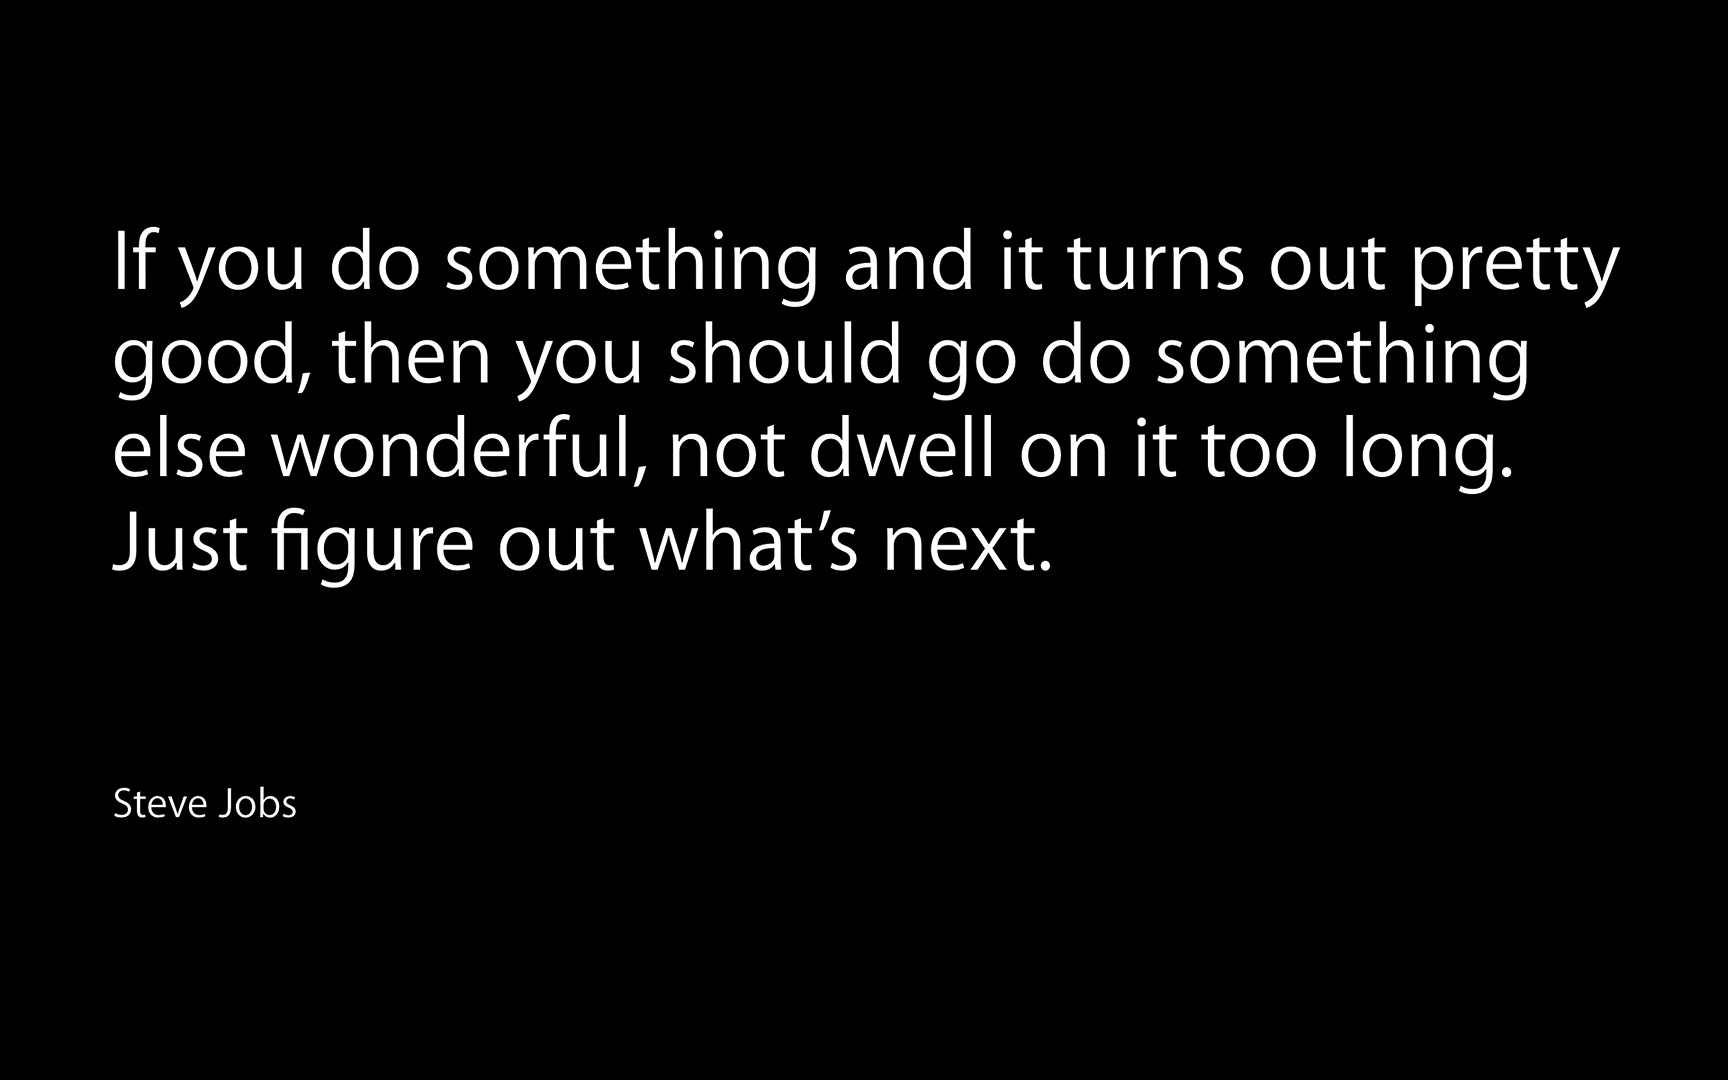 If you do something and it turns out pretty
good, then you should go do something
else wonderful, not dwell on it too long.
Just figure out what’s next.
Steve Jobs